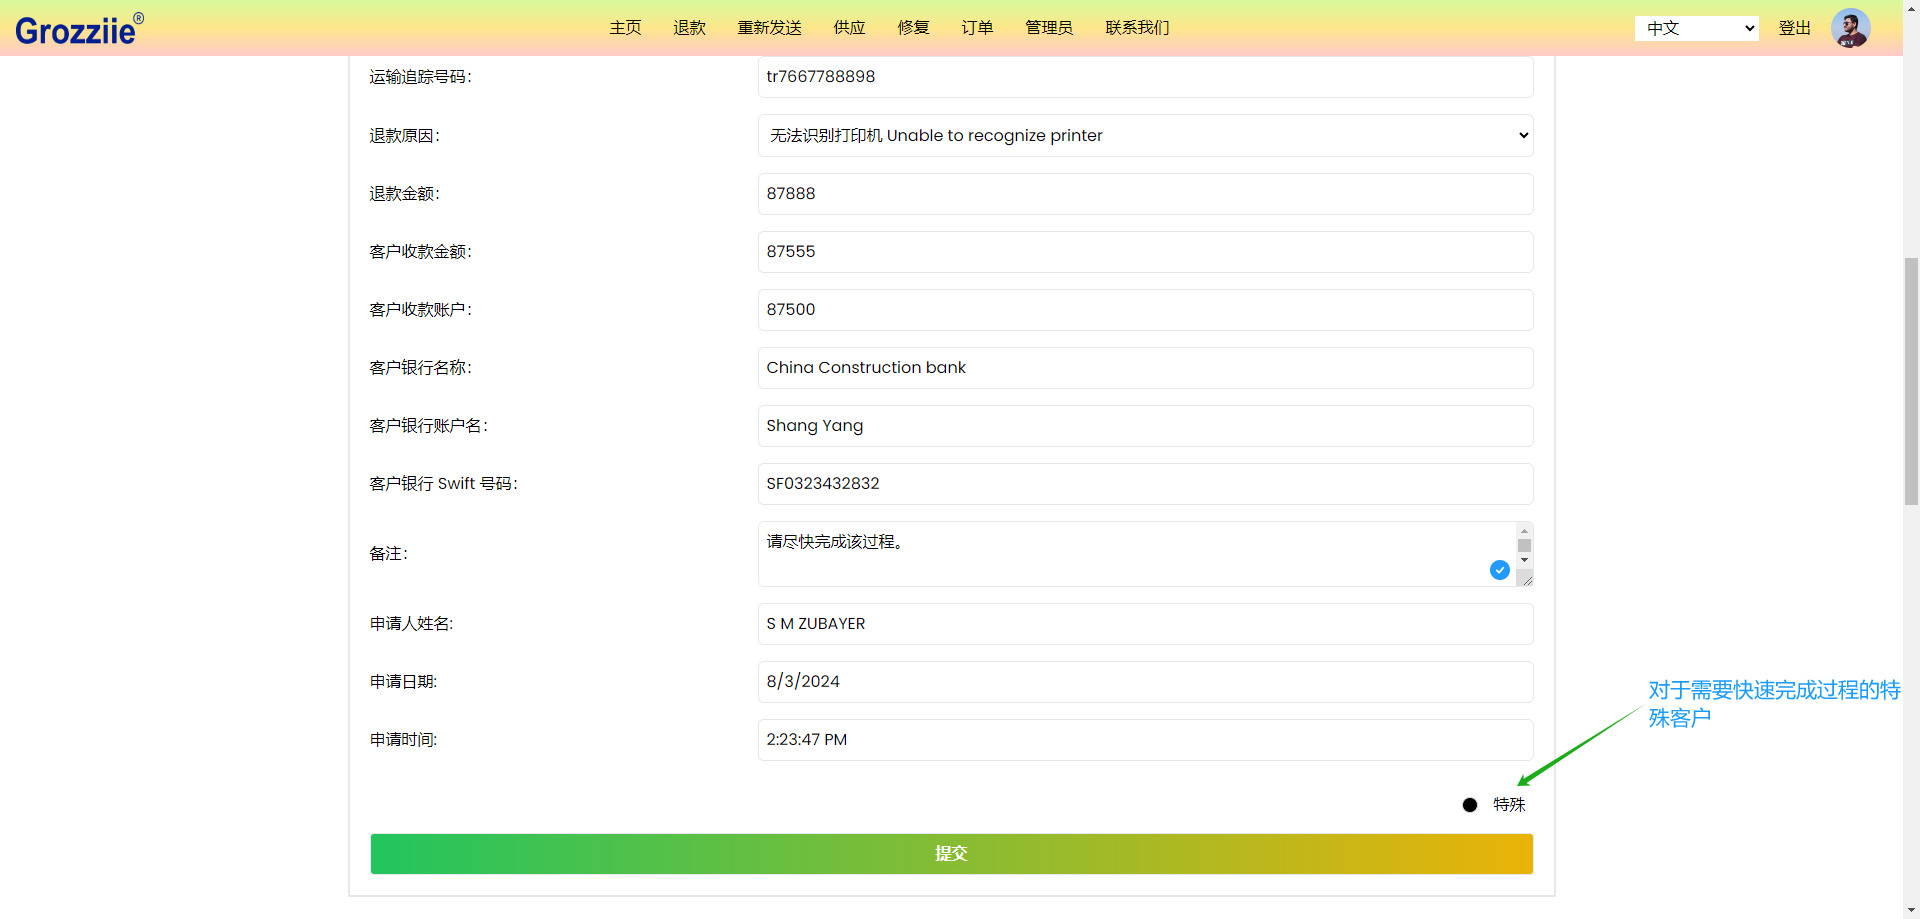 Grozziie®
主页 退款 重新发送 供应 修复 订单 管理员 联系我们 中文 登出
运输追踪号码: tr7667788898
退款原因: 无法识别打印机 Unable to recognize printer
退款金额: 87888
客户收款金额: 87555
客户收款账户: 87500
客户银行名称: China Construction bank
客户银行账户名: Shang Yang
客户银行 Swift 号码: SF0323432832
备注: 请尽快完成该过程。
申请人姓名: S M ZUBAYER
申请日期: 8/3/2024
对于需要快速完成过程的特
殊客户
申请时间: 2:23:47 PM
特殊
提交